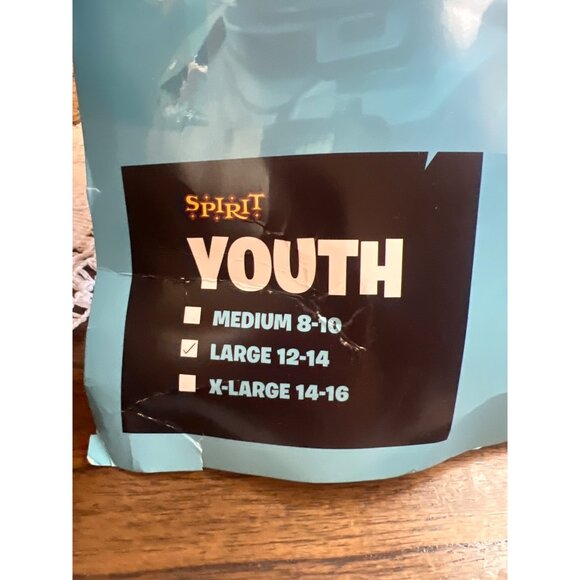 SPIRIT
YOUTH
MEDIUM 8-10
LARGE 12-14
X-LARGE 14-16